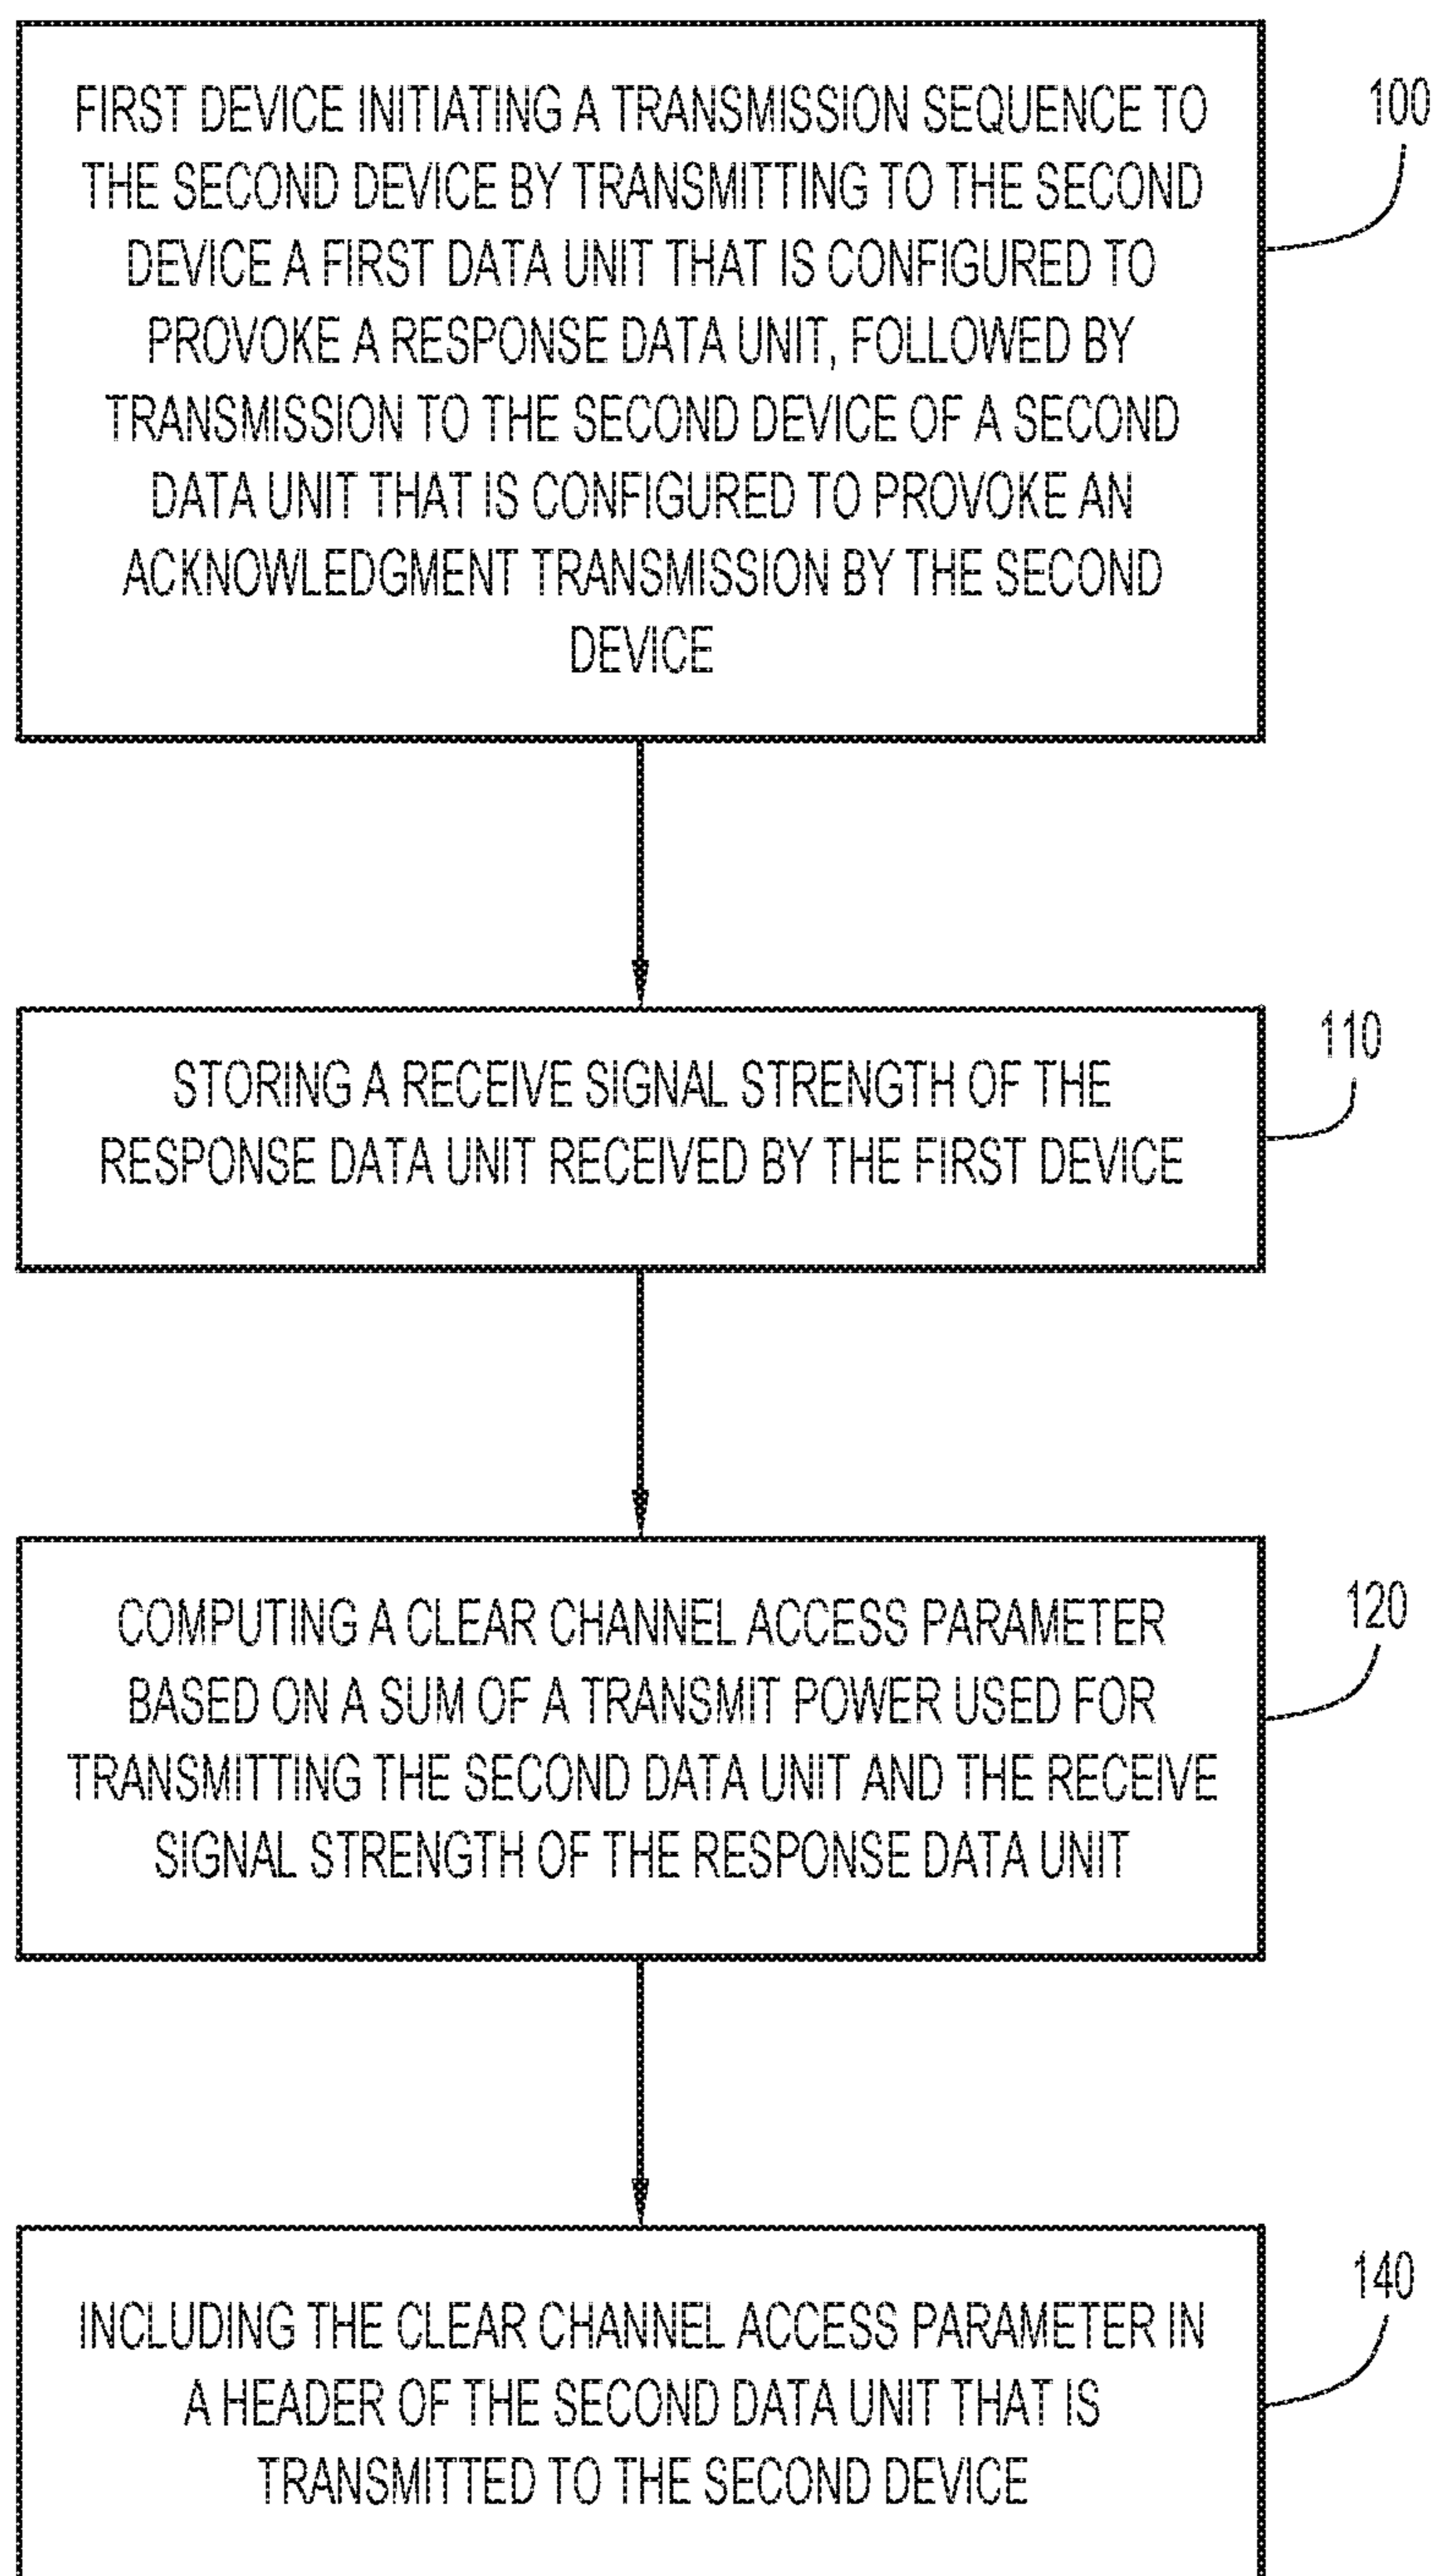 FIRST DEVICE INITIATING A TRANSMISSION SEQUENCE TO
THE SECOND DEVICE BY TRANSMITTING TO THE SECOND
DEVICE A FIRST DATA UNIT THAT IS CONFIGURED TO
PROVOKE A RESPONSE DATA UNIT, FOLLOWED BY
TRANSMISSION TO THE SECOND DEVICE OF A SECOND
DATA UNIT THAT IS CONFIGURED TO PROVOKE AN
ACKNOWLEDGMENT TRANSMISSION BY THE SECOND
DEVICE
100
STORING A RECEIVE SIGNAL STRENGTH OF THE
RESPONSE DATA UNIT RECEIVED BY THE FIRST DEVICE
110
COMPUTING A CLEAR CHANNEL ACCESS PARAMETER
BASED ON A SUM OF A TRANSMIT POWER USED FOR
TRANSMITTING THE SECOND DATA UNIT AND THE RECEIVE
SIGNAL STRENGTH OF THE RESPONSE DATA UNIT
120
INCLUDING THE CLEAR CHANNEL ACCESS PARAMETER IN
A HEADER OF THE SECOND DATA UNIT THAT IS
TRANSMITTED TO THE SECOND DEVICE
140